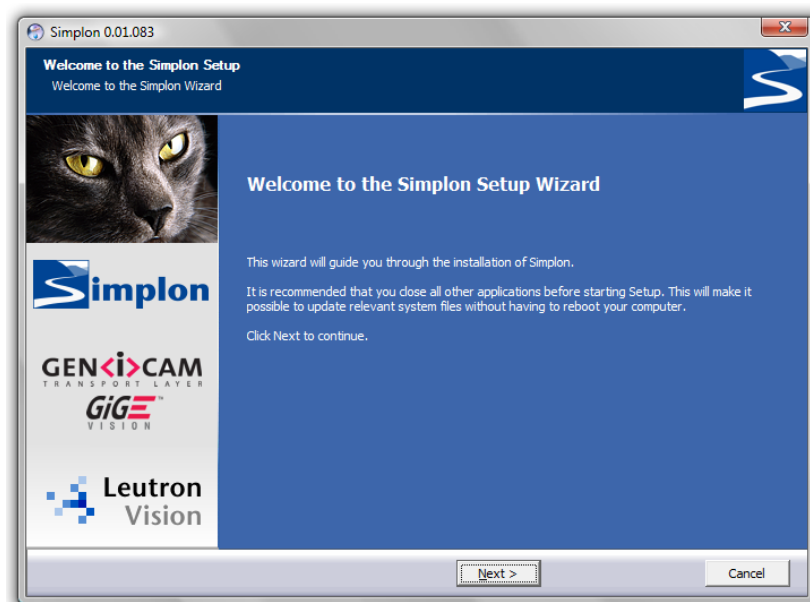 Simplon 0.01.083
Welcome to the Simplon Setup
Welcome to the Simplon Wizard
Welcome to the Simplon Setup Wizard
This wizard will guide you through the installation of Simplon.
It is recommended that you close all other applications before starting Setup. This will make it
possible to update relevant system files without having to reboot your computer.
Click Next to continue.
Simplon
GEN<i>CAM
TRANSPORT LAYER
GiGE™
VISION
Leutron
Vision
Next >
Cancel